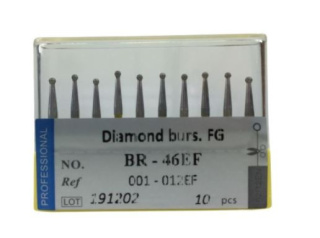 PROFESSIONAL
Diamond burs. FG
NO. BR - 46EF
Ref 001 - 012EF
LOT 191202 10 pcs